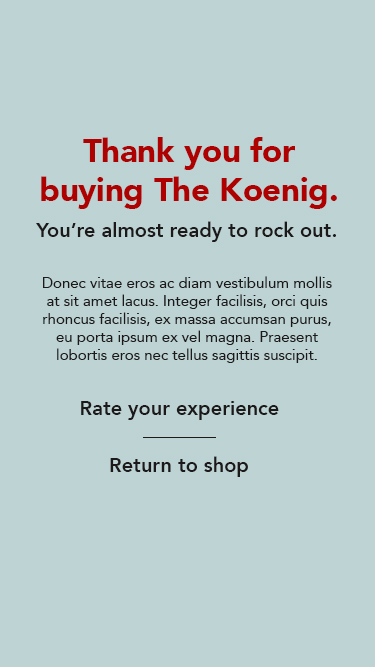 Thank you for
buying The Koenig.
You’re almost ready to rock out.
Donec vitae eros ac diam vestibulum mollis
at sit amet lacus. Integer facilisis, orci quis
rhoncus facilisis, ex massa accumsan purus,
eu porta ipsum ex vel magna. Praesent
lobortis eros nec tellus sagittis suscipit.
Rate your experience
Return to shop